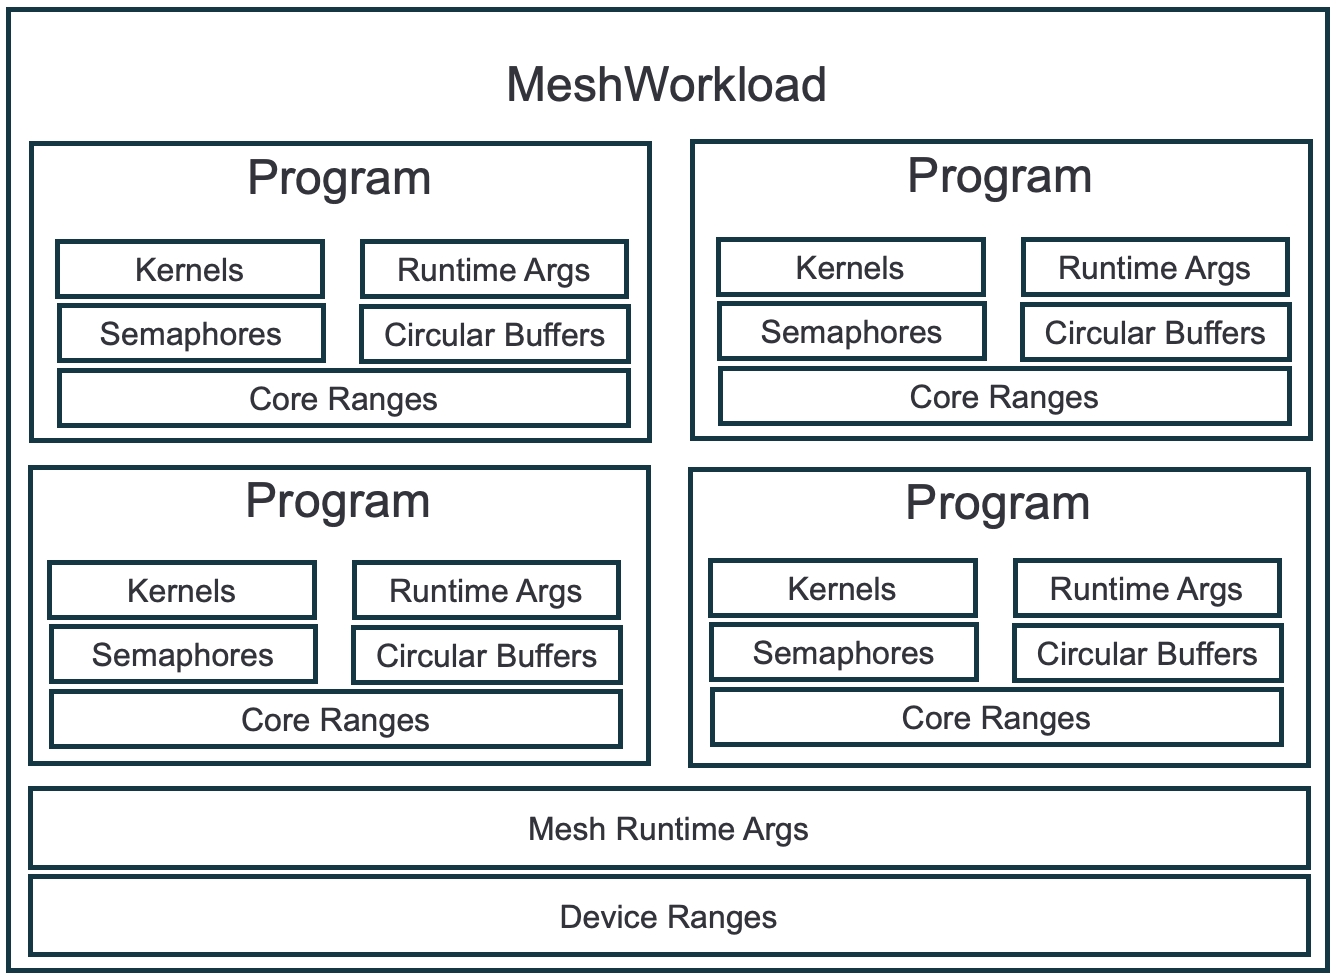 MeshWorkload
Program
Kernels
Runtime Args
Semaphores
Circular Buffers
Core Ranges
Program
Kernels
Runtime Args
Semaphores
Circular Buffers
Core Ranges
Program
Kernels
Runtime Args
Semaphores
Circular Buffers
Core Ranges
Program
Kernels
Runtime Args
Semaphores
Circular Buffers
Core Ranges
Mesh Runtime Args
Device Ranges